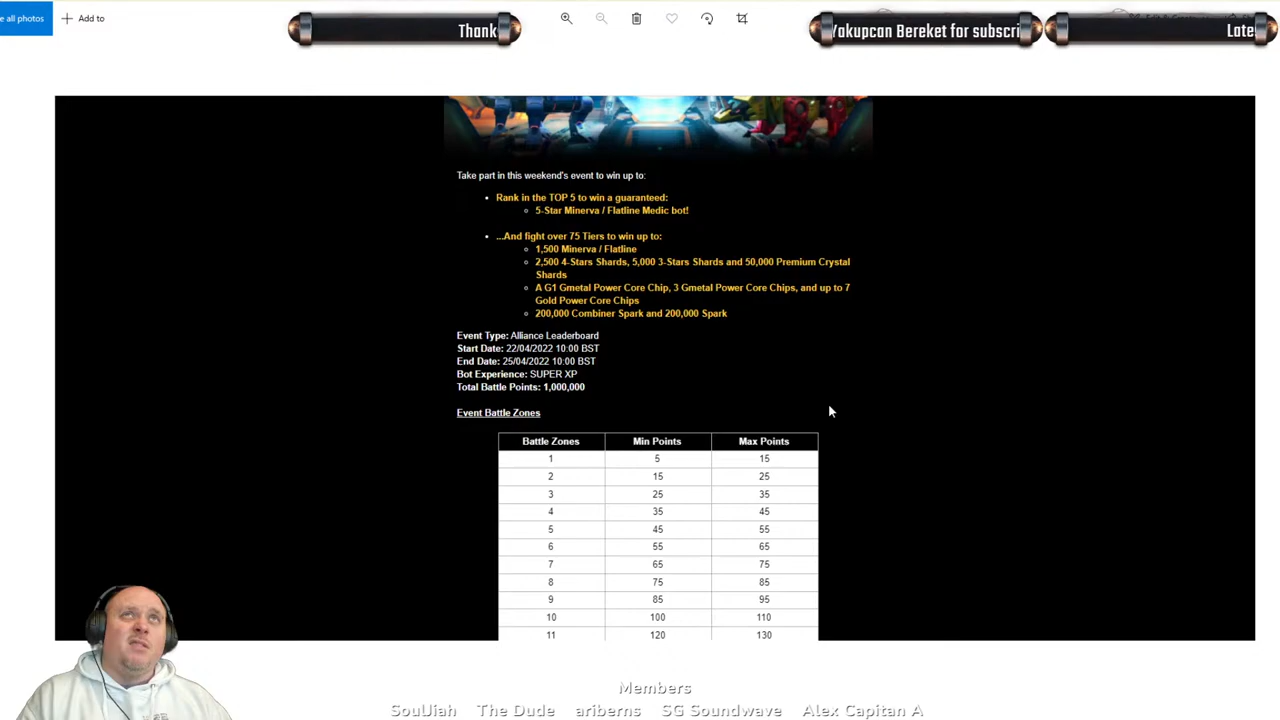 e all photos
Add to
Thank
Yakupcan Bereket for subscri
Late
Take part in this weekend's event to win up to:
Rank in the TOP 5 to win a guaranteed:
5-Star Minerva / Flatline Medic bot!
...And fight over 75 Tiers to win up to:
1,500 Minerva / Flatline
2,500 4-Stars Shards, 5,000 3-Stars Shards and 50,000 Premium Crystal
Shards
A G1 Gmetal Power Core Chip, 3 Gmetal Power Core Chips, and up to 7
Gold Power Core Chips
200,000 Combiner Spark and 200,000 Spark
Event Type: Alliance Leaderboard
Start Date: 22/04/2022 10:00 BST
End Date: 25/04/2022 10:00 BST
Bot Experience: SUPER XP
Total Battle Points: 1,000,000
Event Battle Zones
Battle Zones Min Points Max Points
1 5 15
2 15 25
3 25 35
4 35 45
5 45 55
6 55 65
7 65 75
8 75 85
9 85 95
10 100 110
11 120 130
Members
SoulJiah The Dude aribems SG Soundwave Alex Capitan A